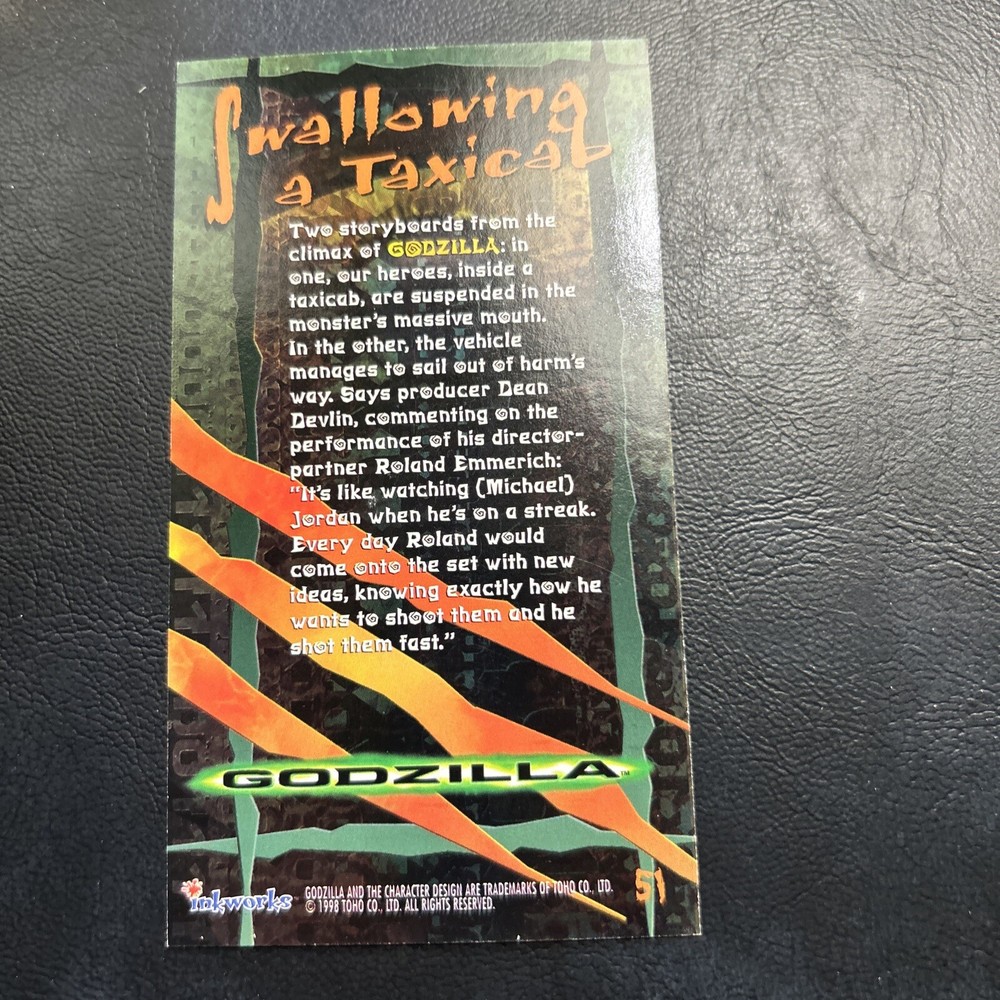 Swallowing
a Taxicab
Two storyboards from the
climax of GODZILLA: in
one, our heroes, inside a
taxicab, are suspended in the
monster's massive mouth.
In the other, the vehicle
manages to sail out of harm's
way. Says producer Dean
Devlin, commenting on the
performance of his director-
partner Roland Emmerich:
"It's like watching (Michael)
Jordan when he's on a streak.
Every day Roland would
come onto the set with new
ideas, knowing exactly how he
wants to shoot them and he
shot them fast."
GODZILLA™
inkworks
GODZILLA AND THE CHARACTER DESIGN ARE TRADEMARKS OF TOHO CO., LTD.
© 1998 TOHO CO., LTD. ALL RIGHTS RESERVED.
51